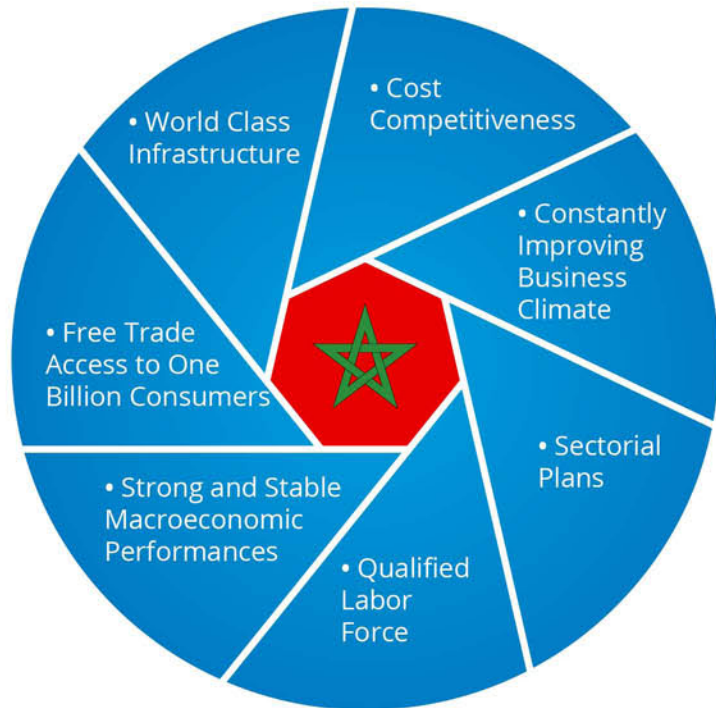 • Cost
Competitiveness
• Constantly
Improving
Business
Climate
• Sectorial
Plans
• Qualified
Labor
Force
• Strong and Stable
Macroeconomic
Performances
• Free Trade
Access to One
Billion Consumers
• World Class
Infrastructure